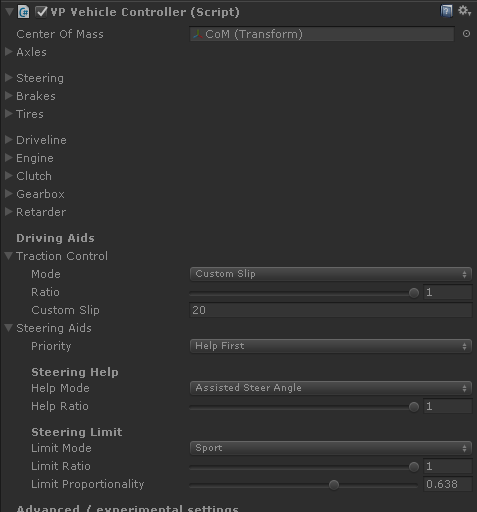 VP Vehicle Controller (Script)
Center Of Mass CoM (Transform)
Axles
Steering
Brakes
Tires
Driveline
Engine
Clutch
Gearbox
Retarder
Driving Aids
Traction Control
Mode Custom Slip
Ratio 1
Custom Slip 20
Steering Aids
Priority Help First
Steering Help
Help Mode Assisted Steer Angle
Help Ratio 1
Steering Limit
Limit Mode Sport
Limit Ratio 1
Limit Proportionality 0.638
Advanced / experimental settings